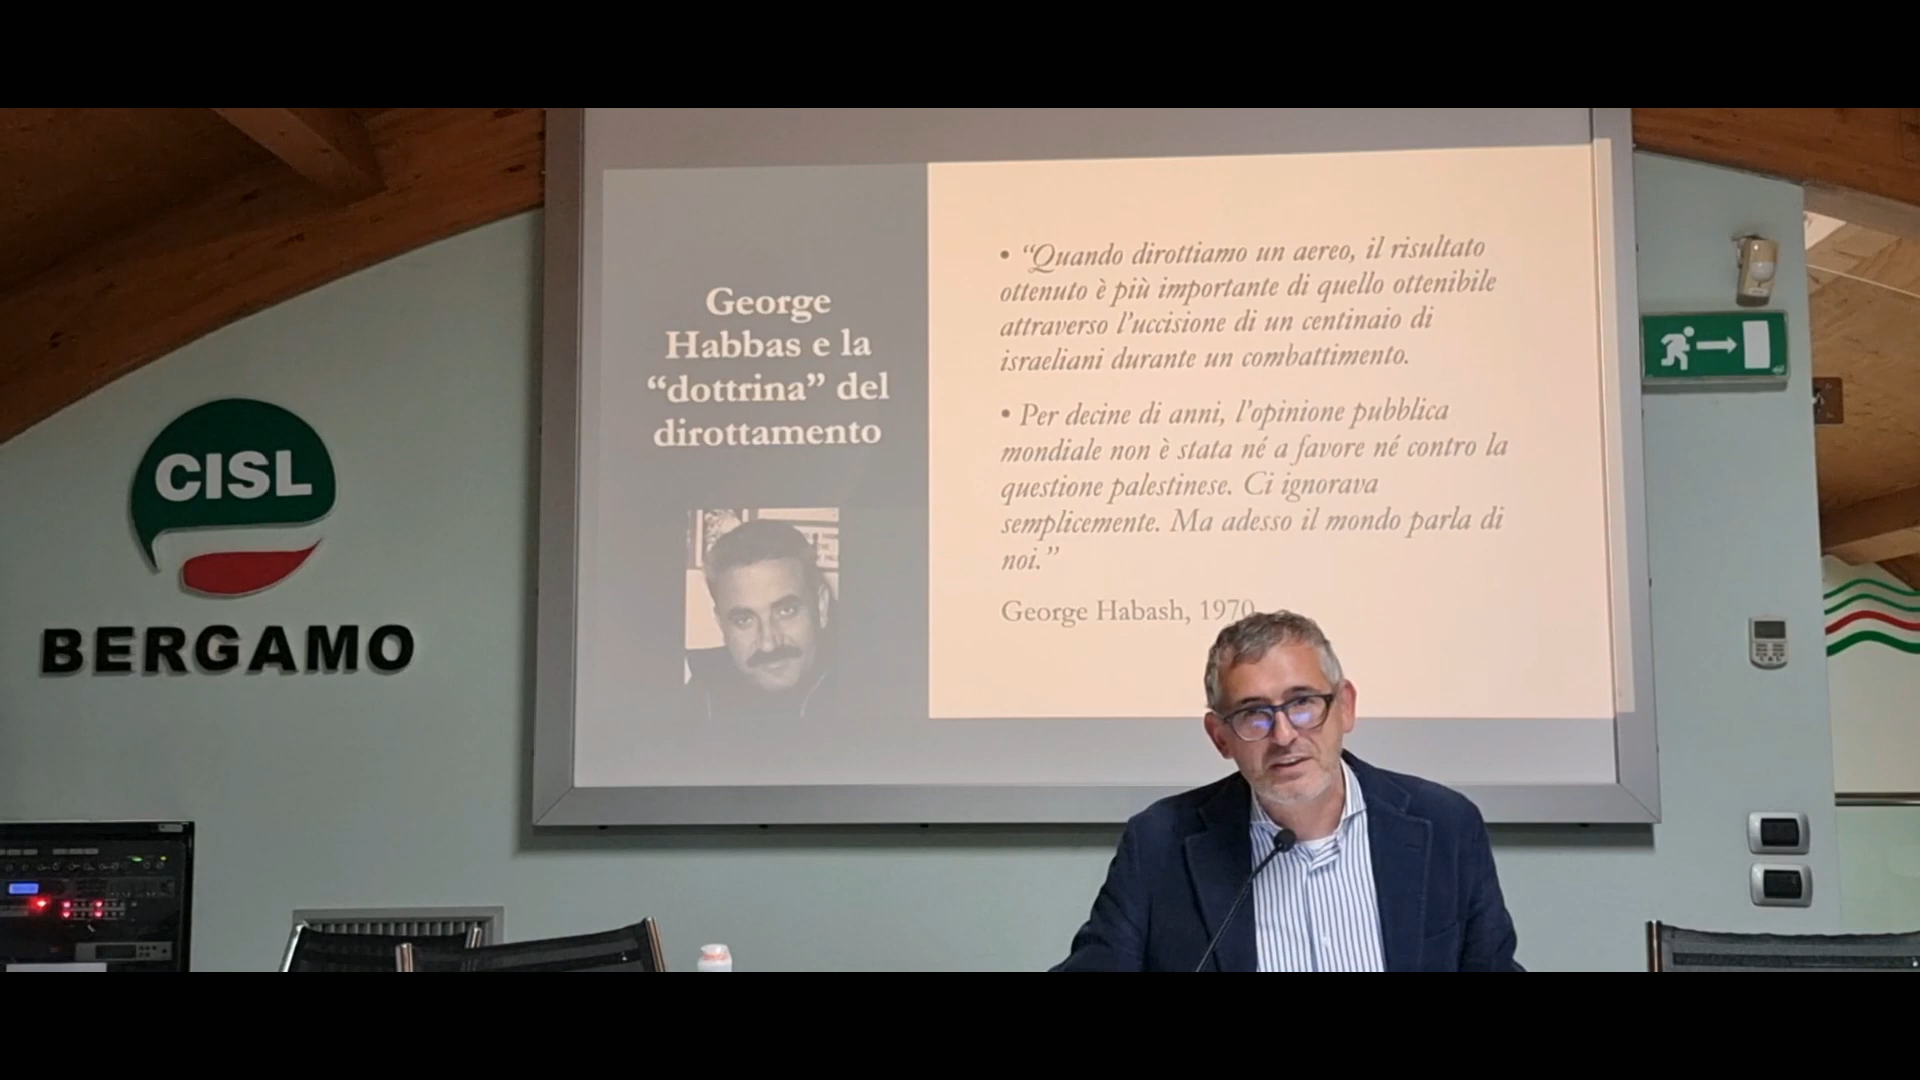 George
Habbas e la
“dottrina” del
dirottamento
• “Quando dirottiamo un aereo, il risultato
ottenuto è più importante di quello ottenibile
attraverso l’uccisione di un centinaio di
israeliani durante un combattimento.
• Per decine di anni, l’opinione pubblica
mondiale non è stata né a favore né contro la
questione palestinese. Ci ignorava
semplicemente. Ma adesso il mondo parla di
noi.”
George Habash, 1970
CISL
BERGAMO